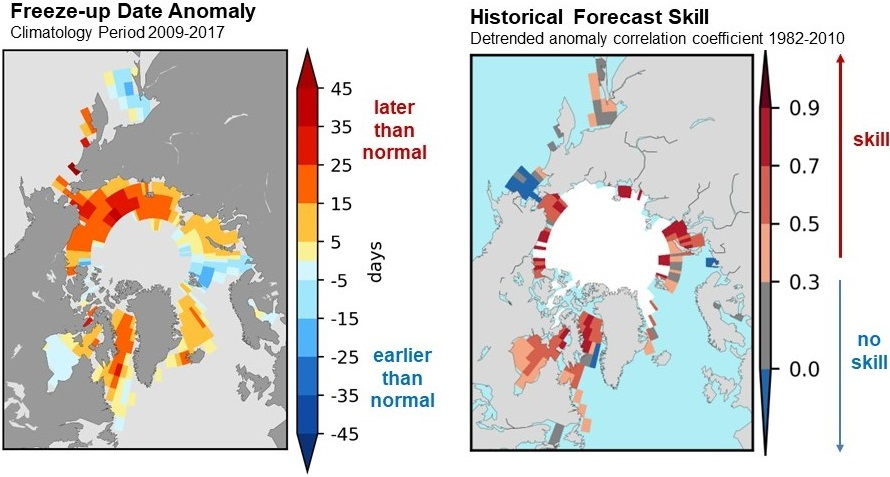 Freeze-up Date Anomaly
Climatology Period 2009-2017
45
35
25
15
5
-5
-15
-25
-35
-45
days
later
than
normal
earlier
than
normal
Historical Forecast Skill
Detrended anomaly correlation coefficient 1982-2010
0.9
0.7
0.5
0.3
0.0
skill
no
skill